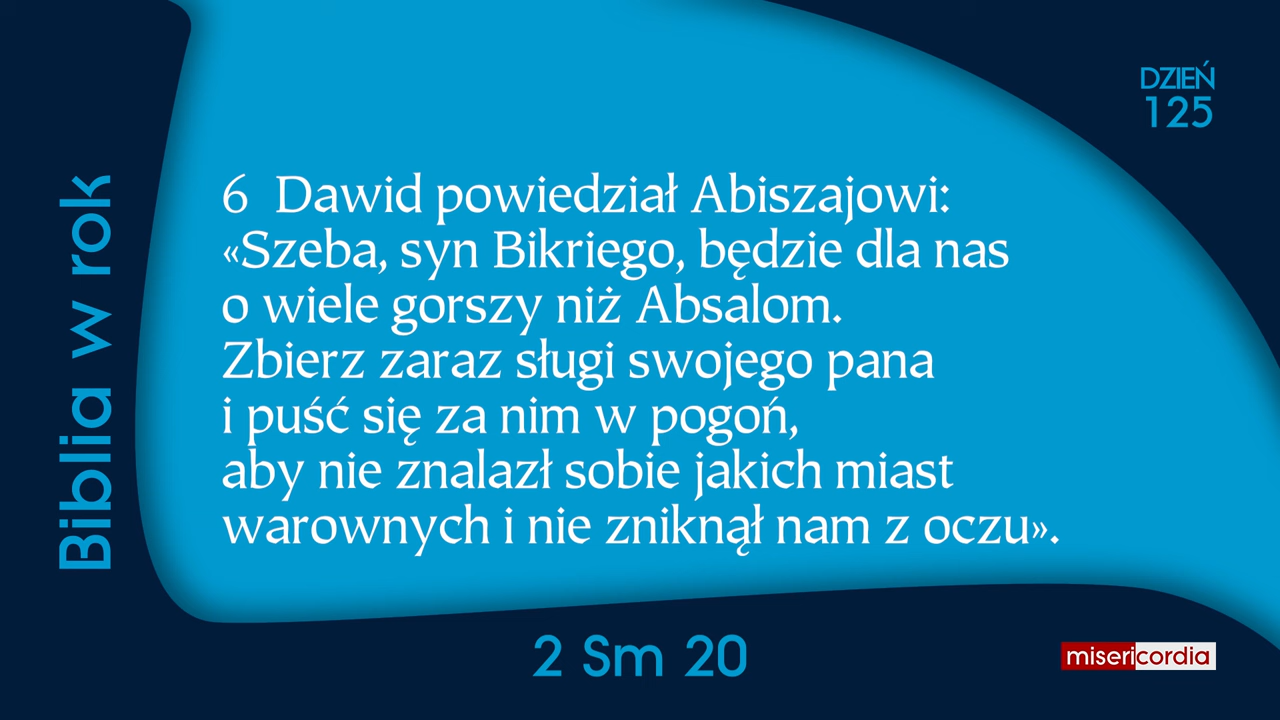 DZIEŃ
125
Biblia w rok
6 Dawid powiedział Abiszajowi:
«Szeba, syn Bikriego, będzie dla nas
o wiele gorszy niż Absalom.
Zbierz zaraz sługi swojego pana
i puść się za nim w pogoń,
aby nie znalazł sobie jakich miast
warownych i nie zniknął nam z oczu».
2 Sm 20
misericordia